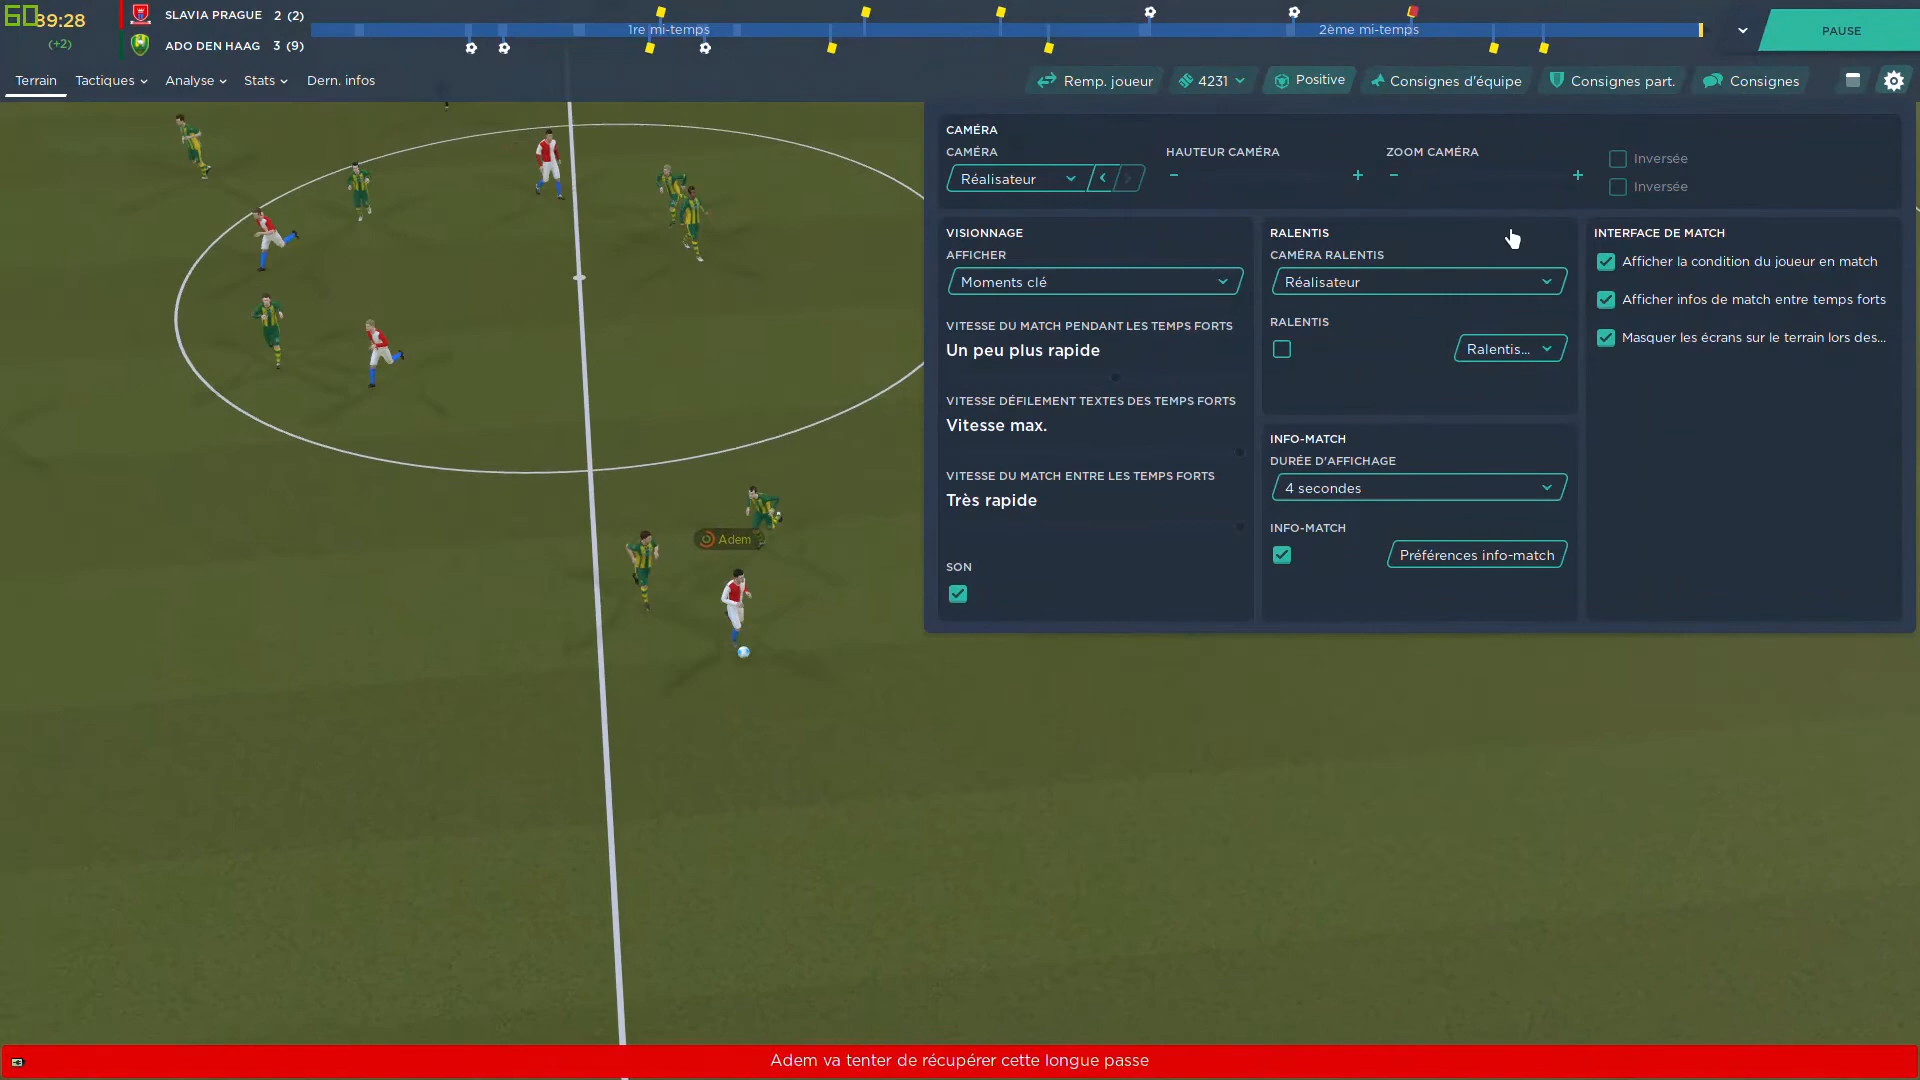 60
39:28
SLAVIA PRAGUE 2 (2)
(+2)
ADO DEN HAAG 3 (9)
1re mi-temps
2ème mi-temps
PAUSE
Terrain
Tactiques
Analyse
Stats
Dern. infos
Remp. joueur
4231
Positive
Consignes d'équipe
Consignes part.
Consignes
CAMÉRA
CAMÉRA
Réalisateur
HAUTEUR CAMÉRA
- +
ZOOM CAMÉRA
- +
Inversée
Inversée
VISIONNAGE
AFFICHER
Moments clé
VITESSE DU MATCH PENDANT LES TEMPS FORTS
Un peu plus rapide
VITESSE DÉFILEMENT TEXTES DES TEMPS FORTS
Vitesse max.
VITESSE DU MATCH ENTRE LES TEMPS FORTS
Très rapide
SON
RALENTIS
CAMÉRA RALENTIS
Réalisateur
RALENTIS
Ralentis...
INFO-MATCH
DURÉE D'AFFICHAGE
4 secondes
INFO-MATCH
Préférences info-match
INTERFACE DE MATCH
Afficher la condition du joueur en match
Afficher infos de match entre temps forts
Masquer les écrans sur le terrain lors des...
Adem
Adem va tenter de récupérer cette longue passe